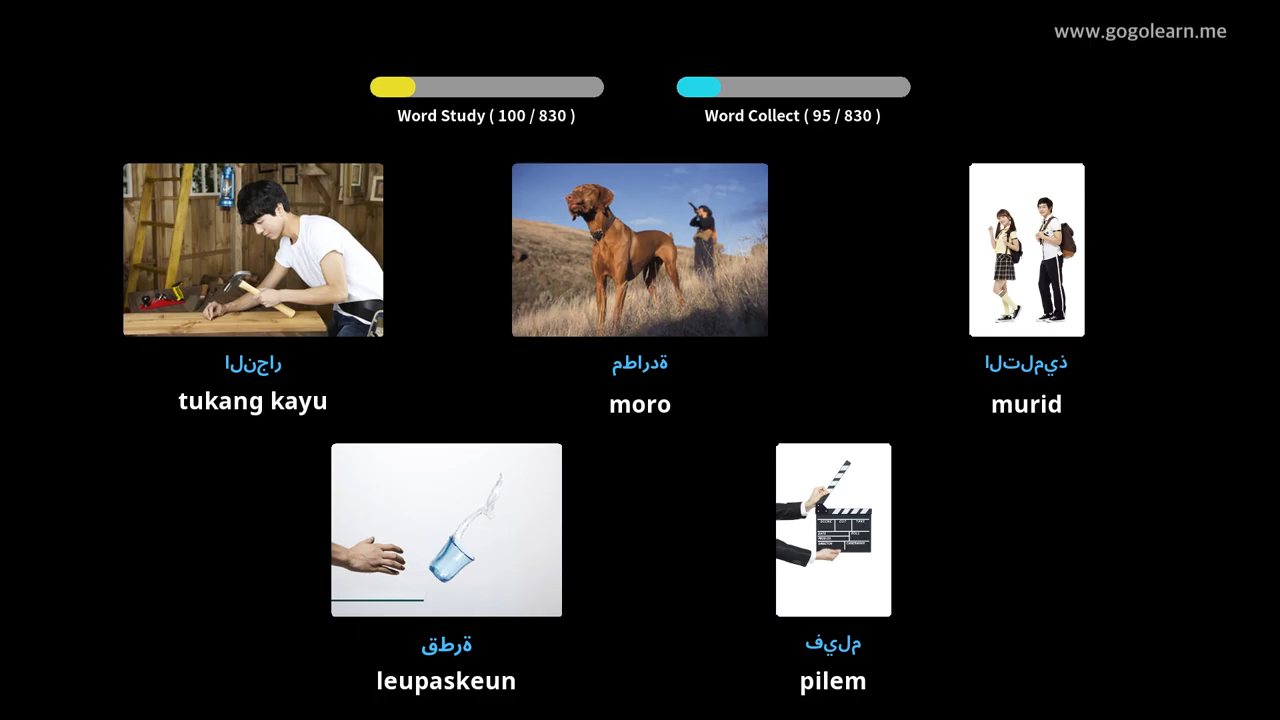 www.gogolearn.me
Word Study ( 100 / 830 )
Word Collect ( 95 / 830 )
النجار
tukang kayu
مطاردة
moro
التلميذ
murid
قطرة
leupaskeun
فيلم
pilem